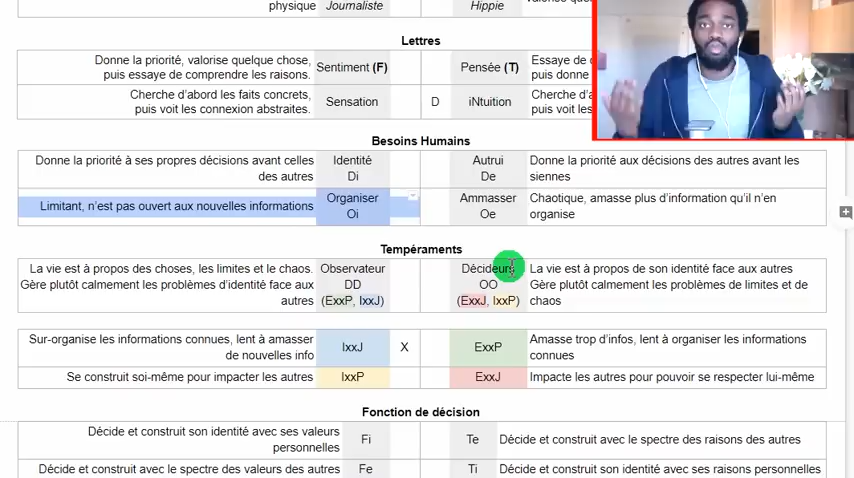 physique Journaliste Hippie
Lettres
Donne la priorité, valorise quelque chose,
puis essaye de comprendre les raisons. Sentiment (F) Pensée (T) Essaye de
puis donne
Cherche d'abord les faits concrets,
puis voit les connexion abstraites. Sensation D iNtuition Cherche
puis voit les
Besoins Humains
Donne la priorité à ses propres décisions avant celles
des autres
Identité
Di
Autrui
De
Donne la priorité aux décisions des autres avant les
siennes
Limitant, n'est pas ouvert aux nouvelles informations
Organiser
Oi
Ammasser
Oe
Chaotique, amasse plus d'information qu'il n'en
organise
Tempéraments
La vie est à propos des choses, les limites et le chaos.
Gère plutôt calmement les problèmes d'identité face aux
autres
Observateur
DD
(ExxP, IxxJ)
Décideurs
OO
(ExxJ, IxxP)
La vie est à propos de son identité face aux autres
Gère plutôt calmement les problèmes de limites et de
chaos
Sur-organise les informations connues, lent à amasser
de nouvelles info
IxxJ X ExxP
Amasse trop d'infos, lent à organiser les informations
connues
Se construit soi-même pour impacter les autres IxxP ExxJ Impacte les autres pour pouvoir se respecter lui-même
Fonction de décision
Décide et construit son identité avec ses valeurs
personnelles
Fi Te Décide et construit avec le spectre des raisons des autres
Décide et construit avec le spectre des valeurs des autres Fe Ti Décide et construit son identité avec ses raisons personnelles